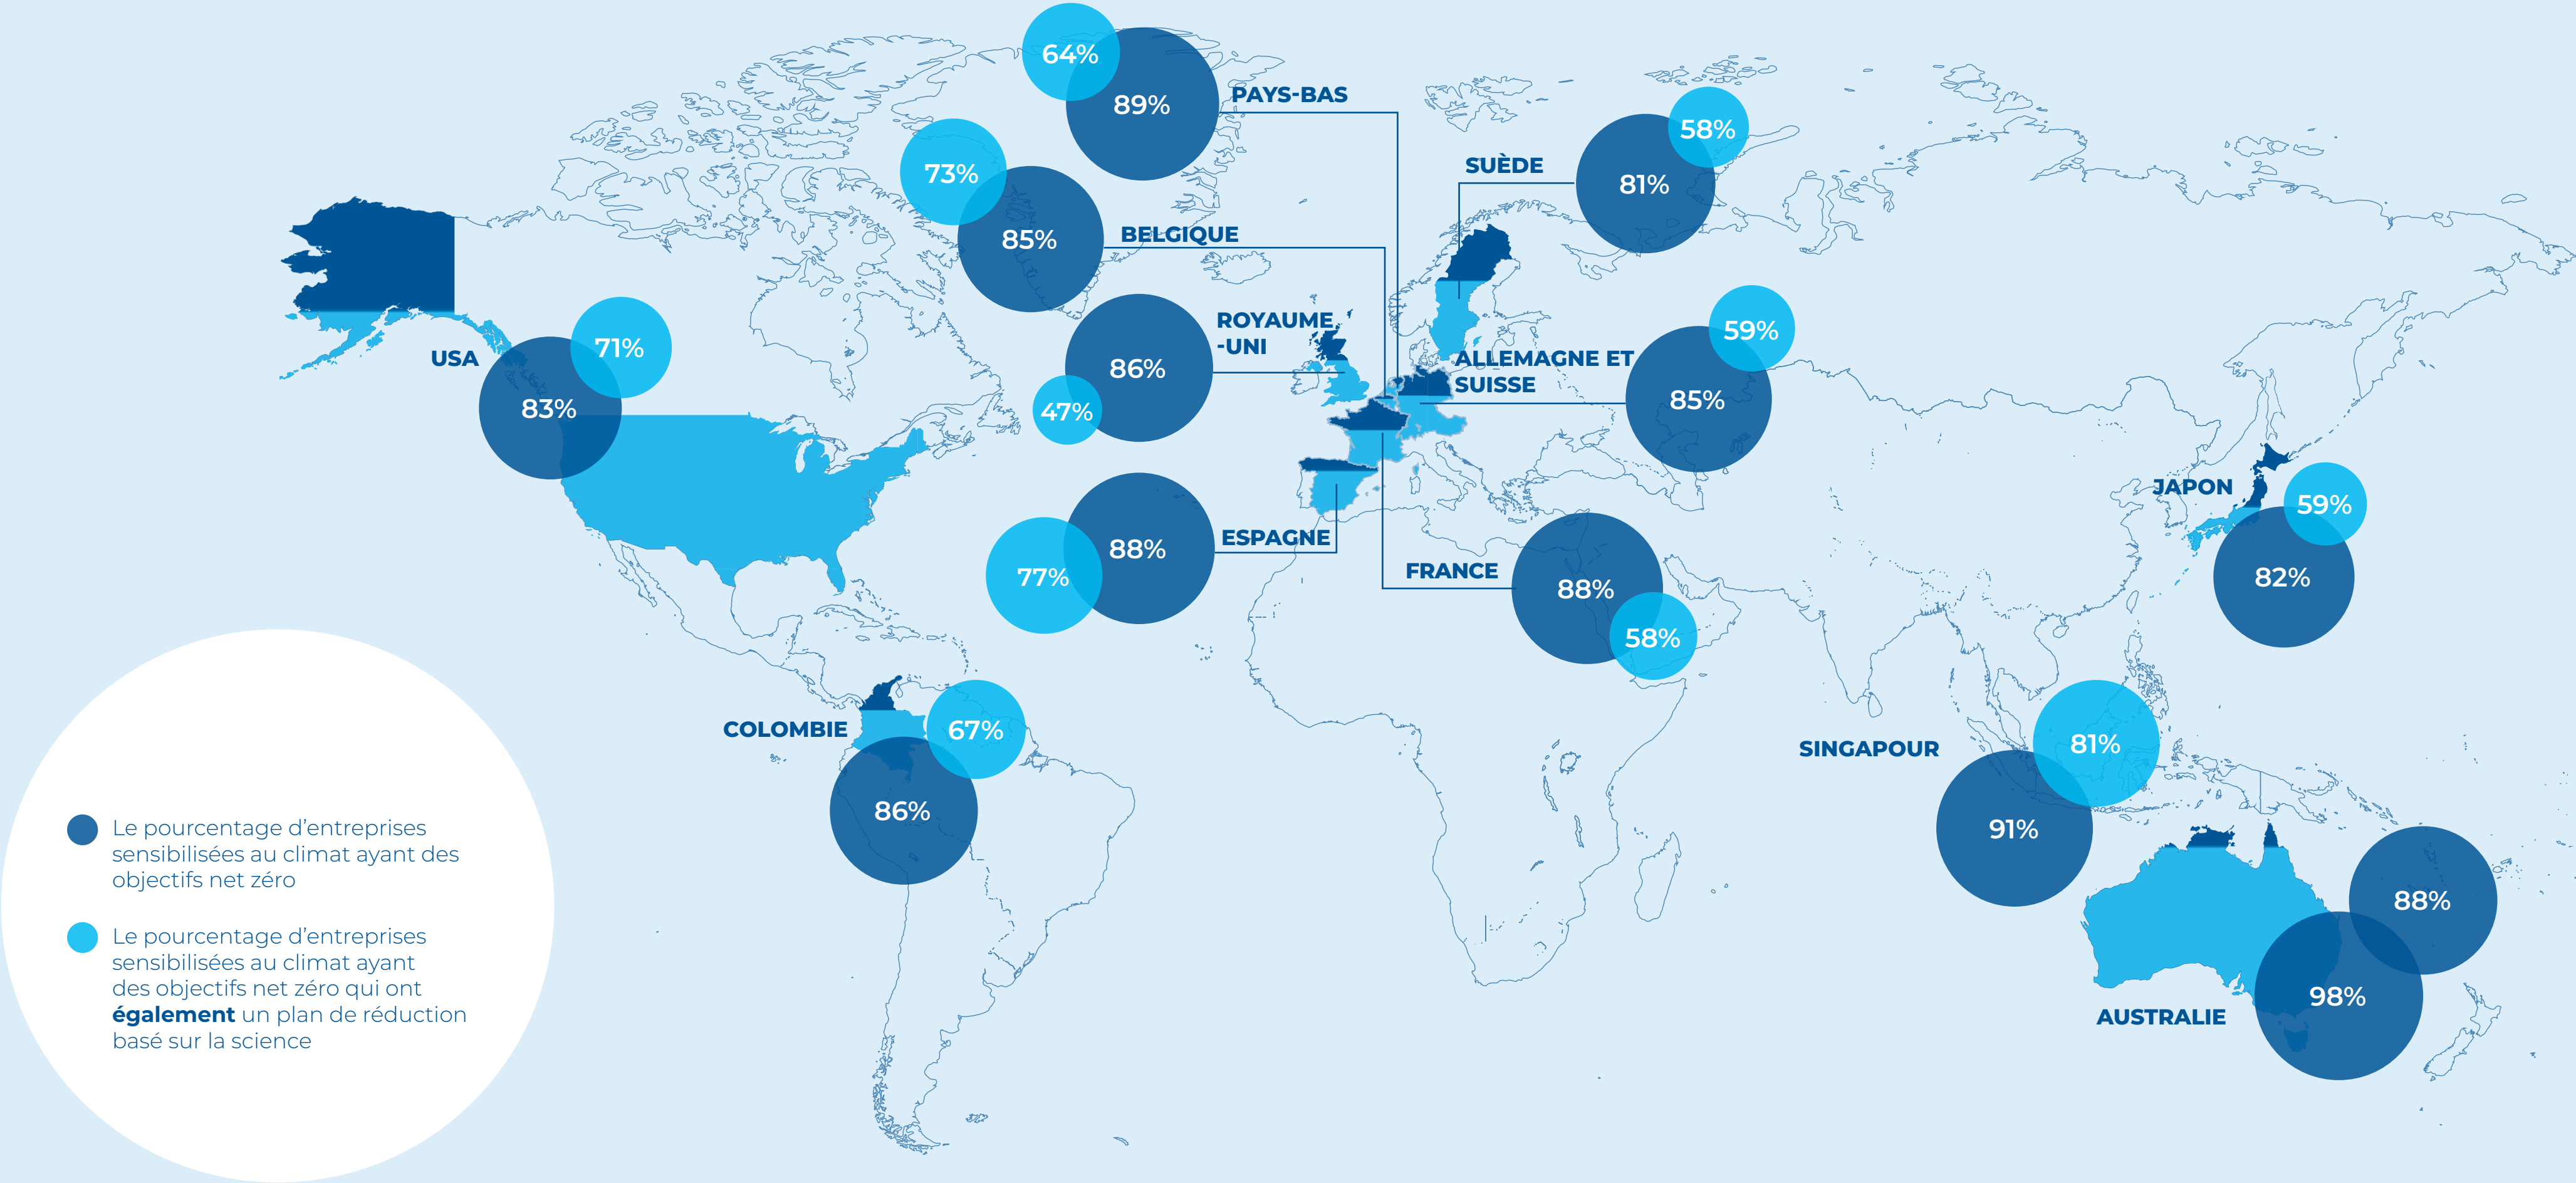 64%
89%
PAYS-BAS
73%
85%
BELGIQUE
SUÈDE
81%
58%
USA
83%
71%
ROYAUME
-UNI
86%
47%
ALLEMAGNE ET
SUISSE
85%
59%
ESPAGNE
88%
77%
FRANCE
88%
58%
JAPON
59%
82%
COLOMBIE
67%
86%
SINGAPOUR
81%
91%
AUSTRALIE
88%
98%
Le pourcentage d’entreprises
sensibilisées au climat ayant des
objectifs net zéro
Le pourcentage d’entreprises
sensibilisées au climat ayant
des objectifs net zéro qui ont
également un plan de réduction
basé sur la science